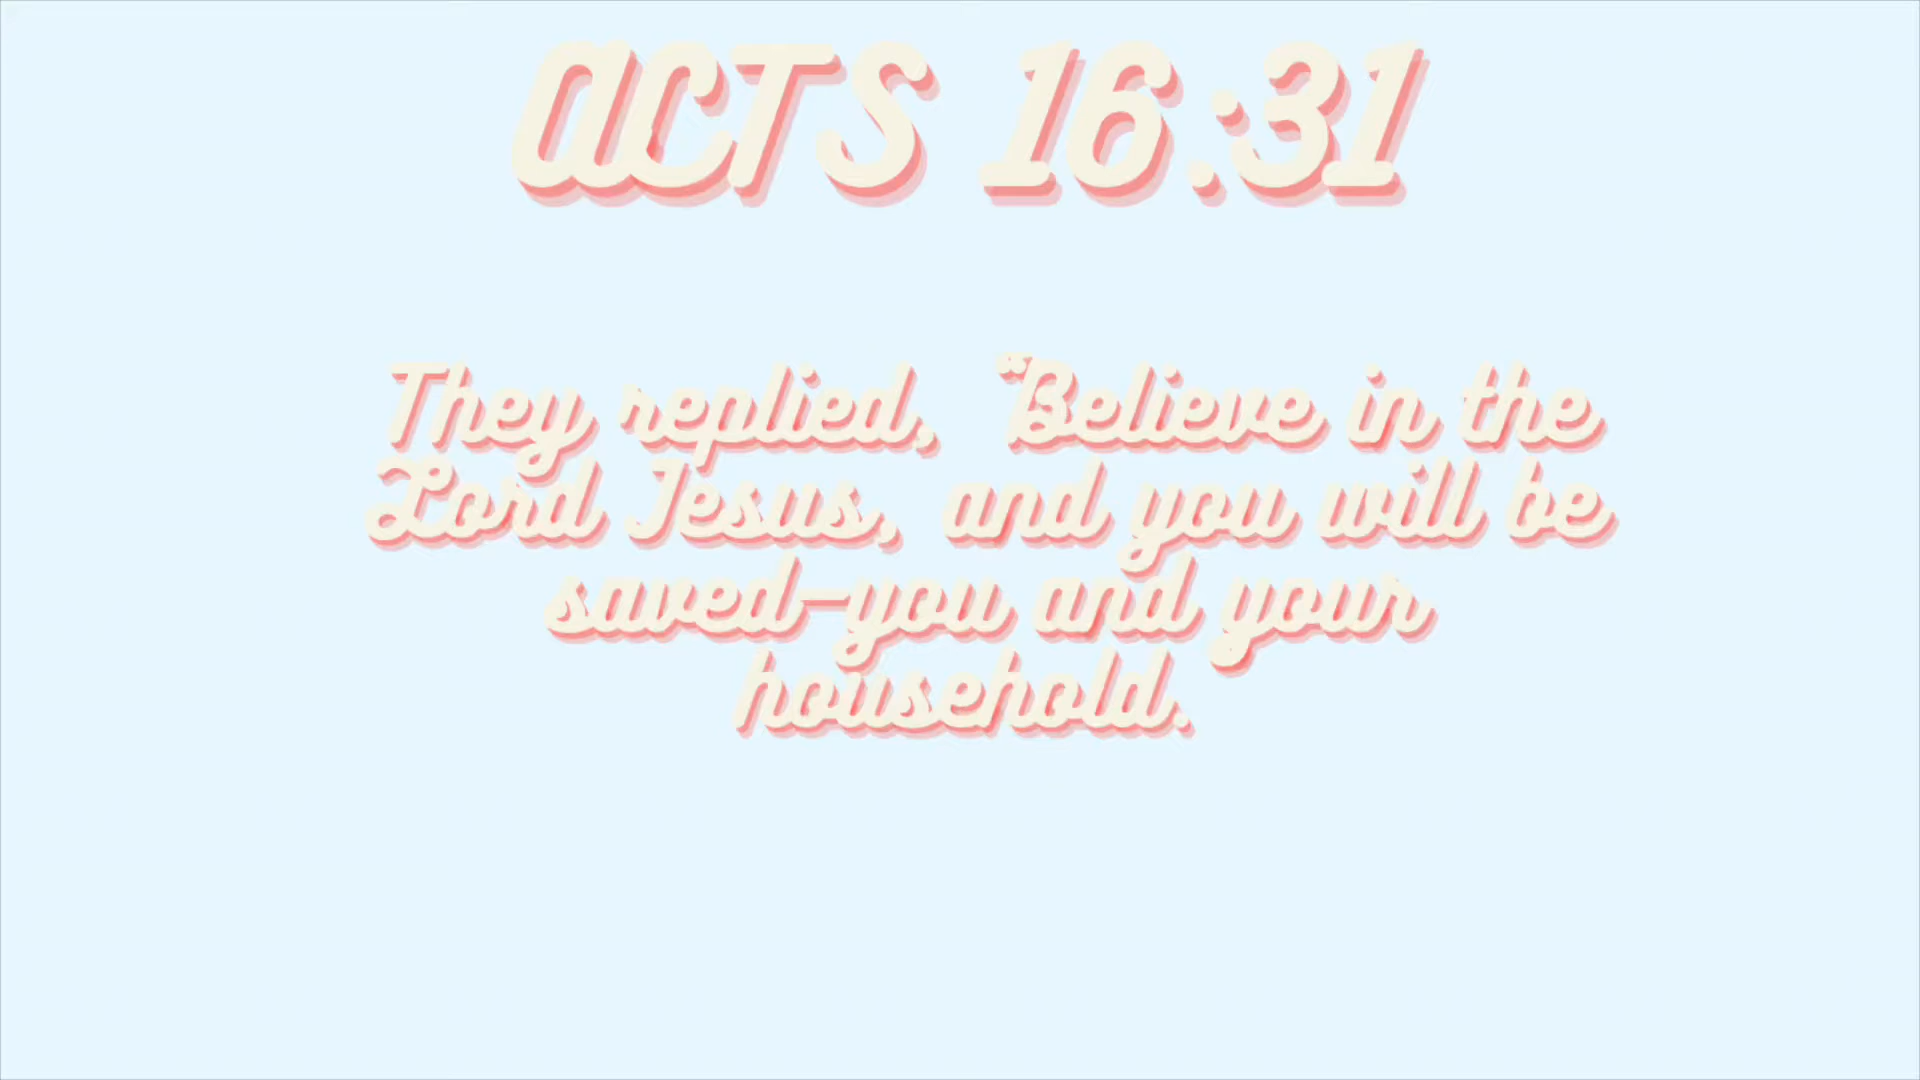 ACTS 16:31
They replied, “Believe in the
Lord Jesus, and you will be
saved—you and your
household.